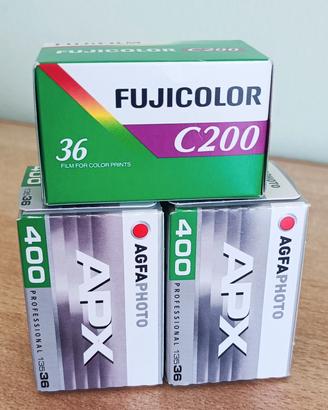 FUJICOLOR
C200
36
FILM FOR COLOR PRINTS
400
PROFESSIONAL 135 36
APX
AGFAPHOTO
400
PROFESSIONAL 135 36
APX
AGFAPHOTO